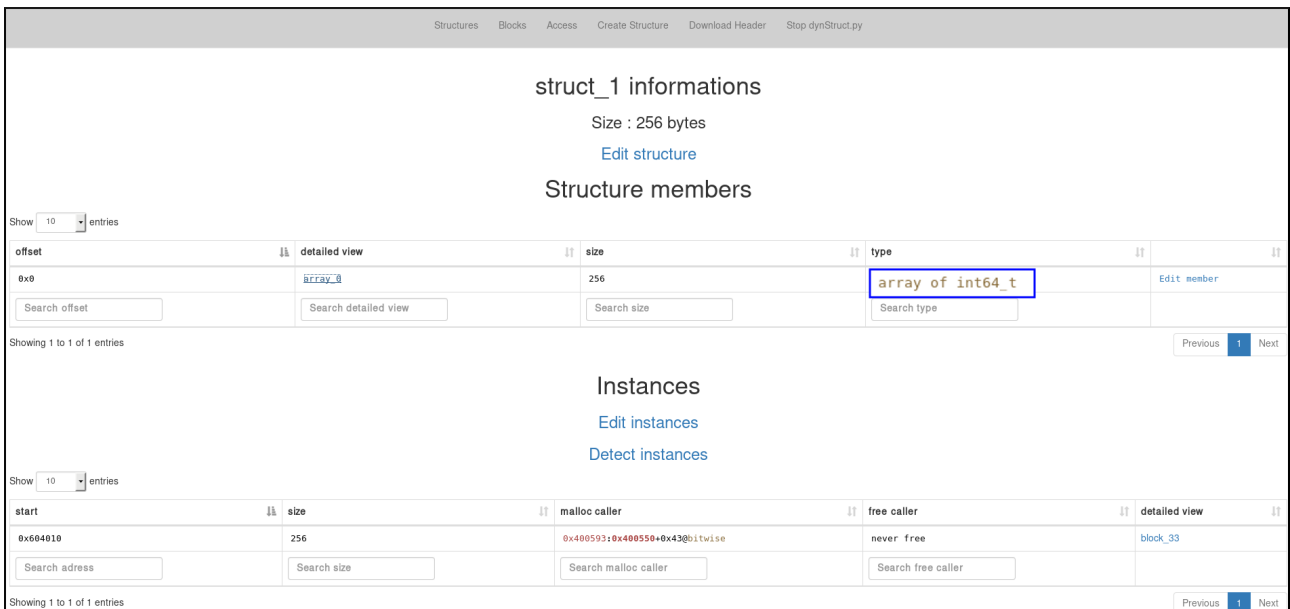 Structures Blocks Access Create Structure Download Header Stop dynStruct.py
struct_1 informations
Size : 256 bytes
Edit structure
Structure members
Show 10 entries
offset detailed view size type
0x0 array_0 256 array of int64_t Edit member
Search offset Search detailed view Search size Search type
Showing 1 to 1 of 1 entries Previous 1 Next
Instances
Edit instances
Detect instances
Show 10 entries
start size malloc caller free caller detailed view
0x604010 256 0x400593:0x400550+0x43@bitwise never free block_33
Search adress Search size Search malloc caller Search free caller
Showing 1 to 1 of 1 entries Previous 1 Next